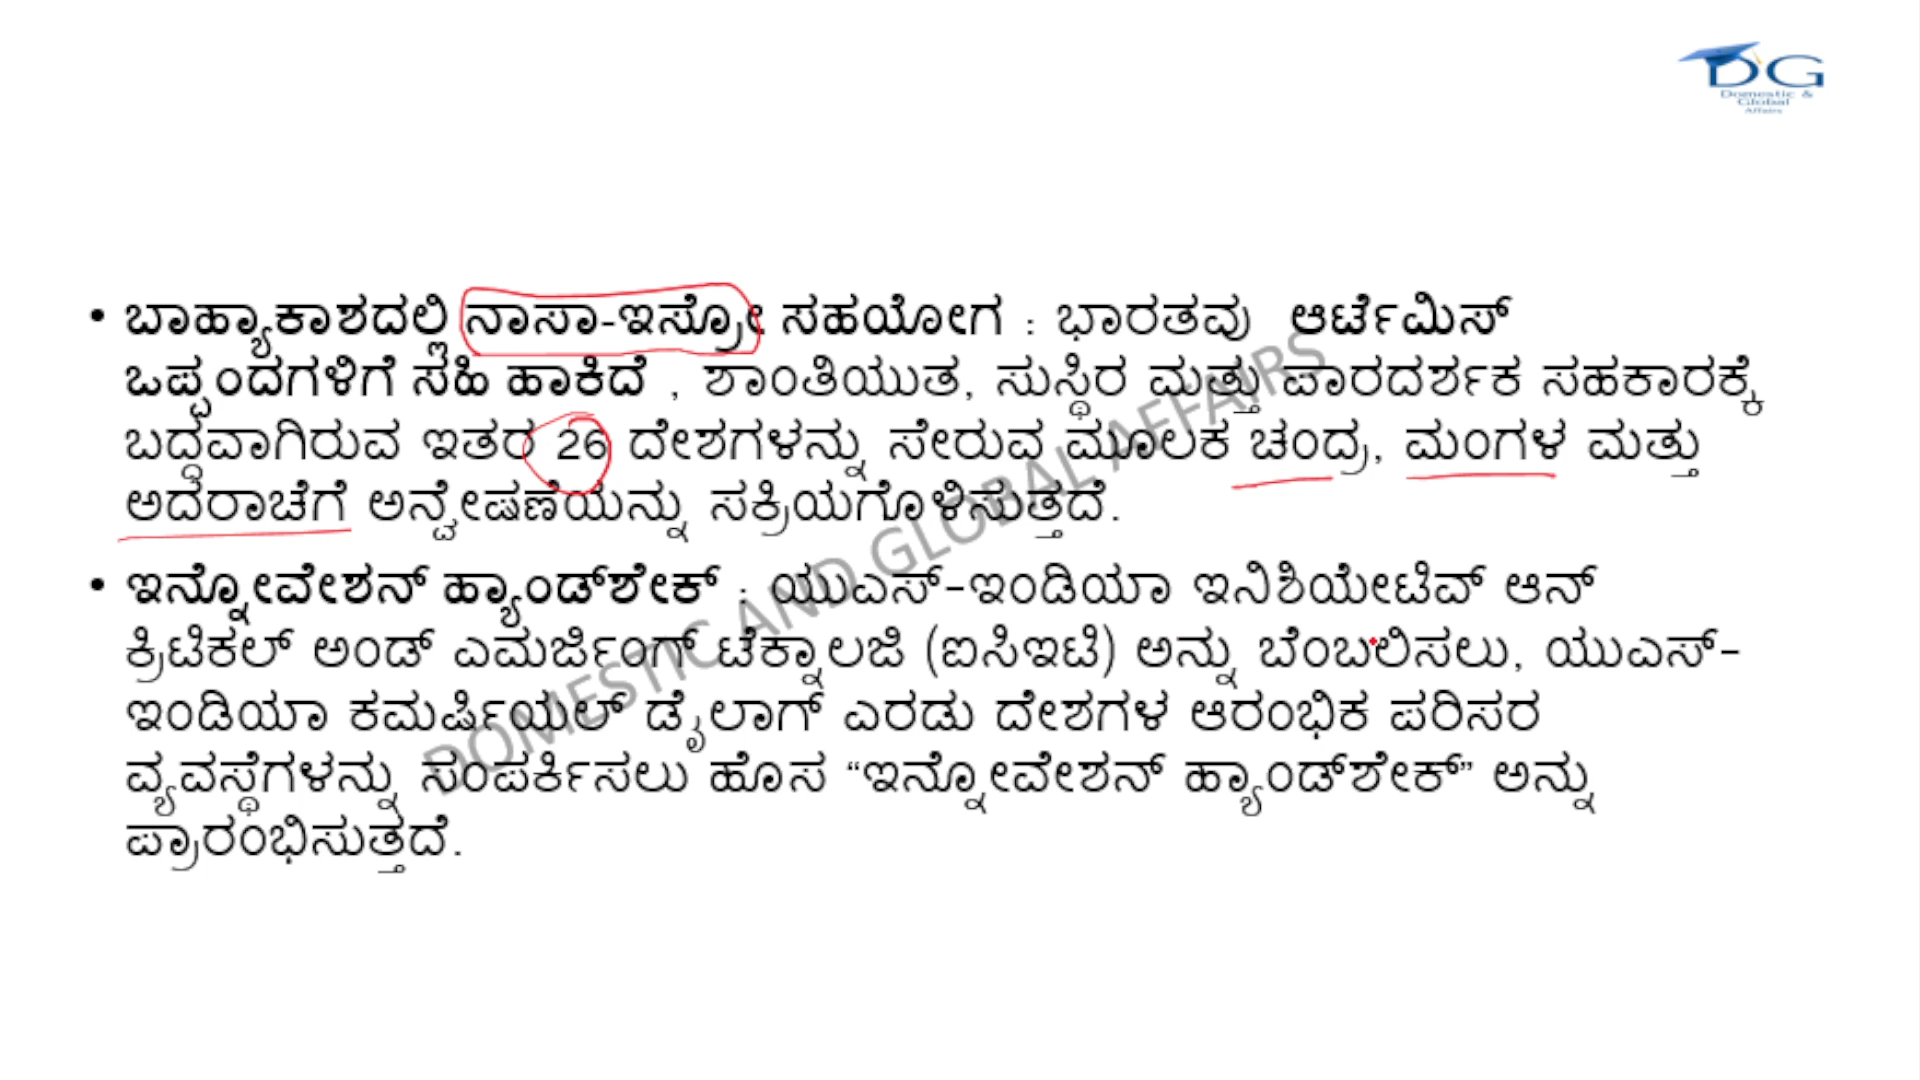 DG
Domestic &
Global
Affairs
• ಬಾಹ್ಯಾಕಾಶದಲ್ಲಿ ನಾಸಾ-ಇಸ್ರೋ ಸಹಯೋಗ : ಭಾರತವು ಆರ್ಟೆಮಿಸ್
ಒಪ್ಪಂದಗಳಿಗೆ ಸಹಿ ಹಾಕಿದೆ , ಶಾಂತಿಯುತ, ಸುಸ್ಥಿರ ಮತ್ತು ಪಾರದರ್ಶಕ ಸಹಕಾರಕ್ಕೆ
ಬದ್ಧವಾಗಿರುವ ಇತರ 26 ದೇಶಗಳನ್ನು ಸೇರುವ ಮೂಲಕ ಚಂದ್ರ, ಮಂಗಳ ಮತ್ತು
ಅದರಾಚೆಗೆ ಅನ್ವೇಷಣೆಯನ್ನು ಸಕ್ರಿಯಗೊಳಿಸುತ್ತದೆ.
• ಇನ್ನೋವೇಶನ್ ಹ್ಯಾಂಡ್‌ಶೇಕ್ : ಯುಎಸ್-ಇಂಡಿಯಾ ಇನಿಶಿಯೇಟಿವ್ ಆನ್
ಕ್ರಿಟಿಕಲ್ ಅಂಡ್ ಎಮರ್ಜಿಂಗ್ ಟೆಕ್ನಾಲಜಿ (ಐಸಿಇಟಿ) ಅನ್ನು ಬೆಂಬಲಿಸಲು, ಯುಎಸ್-
ಇಂಡಿಯಾ ಕಮರ್ಷಿಯಲ್ ಡೈಲಾಗ್ ಎರಡು ದೇಶಗಳ ಆರಂಭಿಕ ಪರಿಸರ
ವ್ಯವಸ್ಥೆಗಳನ್ನು ಸಂಪರ್ಕಿಸಲು ಹೊಸ “ಇನ್ನೋವೇಶನ್ ಹ್ಯಾಂಡ್‌ಶೇಕ್” ಅನ್ನು
ಪ್ರಾರಂಭಿಸುತ್ತದೆ.
DOMESTIC AND GLOBAL AFFAIRS